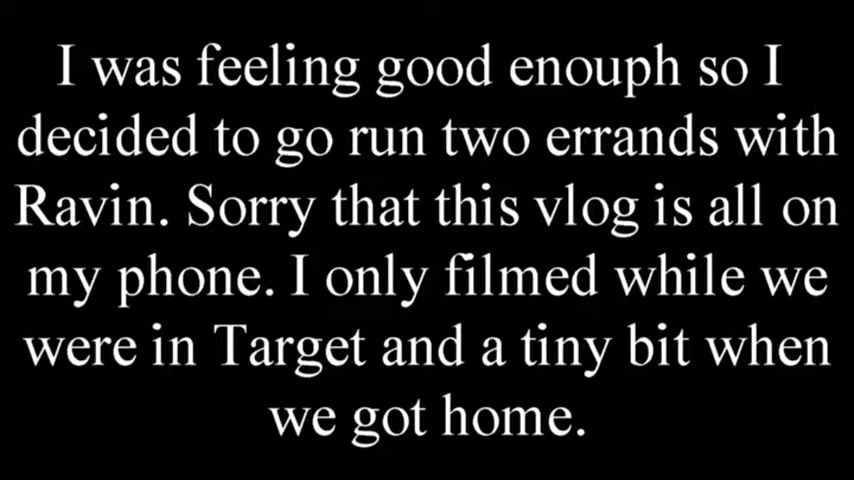 I was feeling good enouph so I
decided to go run two errands with
Ravin. Sorry that this vlog is all on
my phone. I only filmed while we
were in Target and a tiny bit when
we got home.